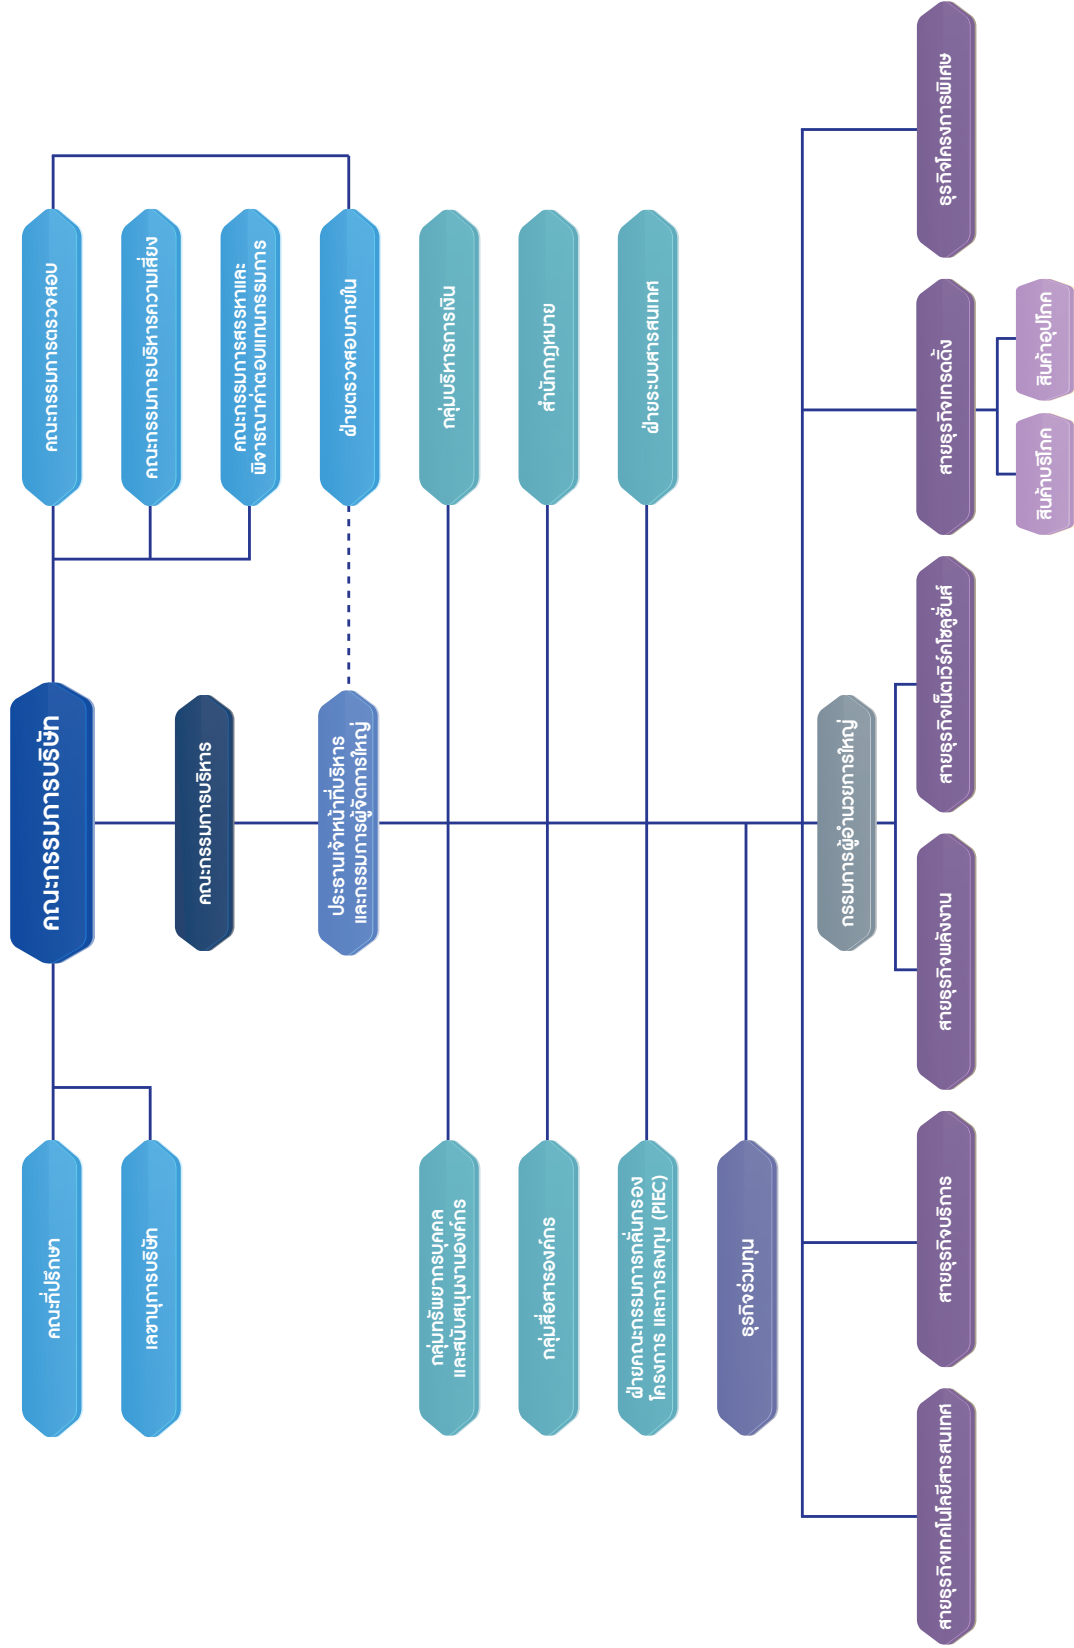 คณะกรรมการบริษัท
คณะที่ปรึกษา
คณะกรรมการตรวจสอบ
เลขานุการบริษัท
คณะกรรมการบริหารความเสี่ยง
คณะกรรมการบริหาร
คณะกรรมการสรรหาและ
พิจารณาค่าตอบแทนกรรมการ
ประธานเจ้าหน้าที่บริหาร
และกรรมการผู้จัดการใหญ่
ฝ่ายตรวจสอบภายใน
กลุ่มทรัพยากรบุคคล
และสนับสนุนงานองค์กร
กลุ่มบริหารการเงิน
กลุ่มสื่อสารองค์กร
สำนักกฎหมาย
ฝ่ายคณะกรรมการกลั่นกรอง
โครงการ และการลงทุน (PIEC)
ฝ่ายระบบสารสนเทศ
ธุรกิจร่วมทุน
กรรมการผู้อำนวยการใหญ่
สายธุรกิจเทคโนโลยีสารสนเทศ
สายธุรกิจบริการ
สายธุรกิจพลังงาน
สายธุรกิจเน็ตเวิร์คโซลูชั่นส์
สายธุรกิจเทรดดิ้ง
ธุรกิจโครงการพิเศษ
สินค้าบริโภค
สินค้าอุปโภค